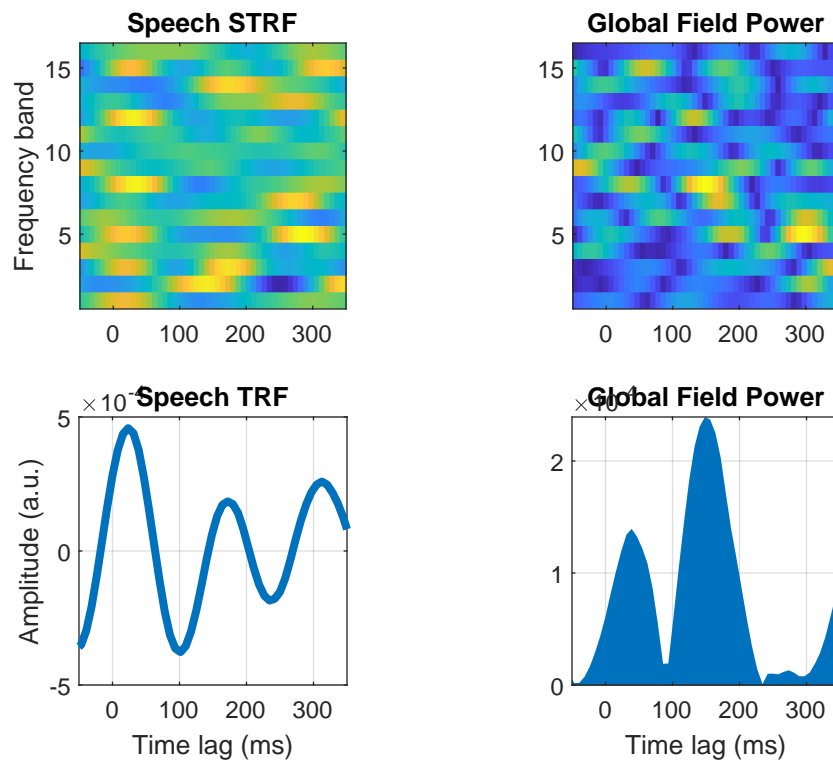 Speech STRF
Frequency band
15
10
5
0 100 200 300
Global Field Power
15
10
5
0 100 200 300
Speech TRF
×10-4
Amplitude (a.u.)
5
0
-5
0 100 200 300
Time lag (ms)
Global Field Power
2
1
0
0 100 200 300
Time lag (ms)